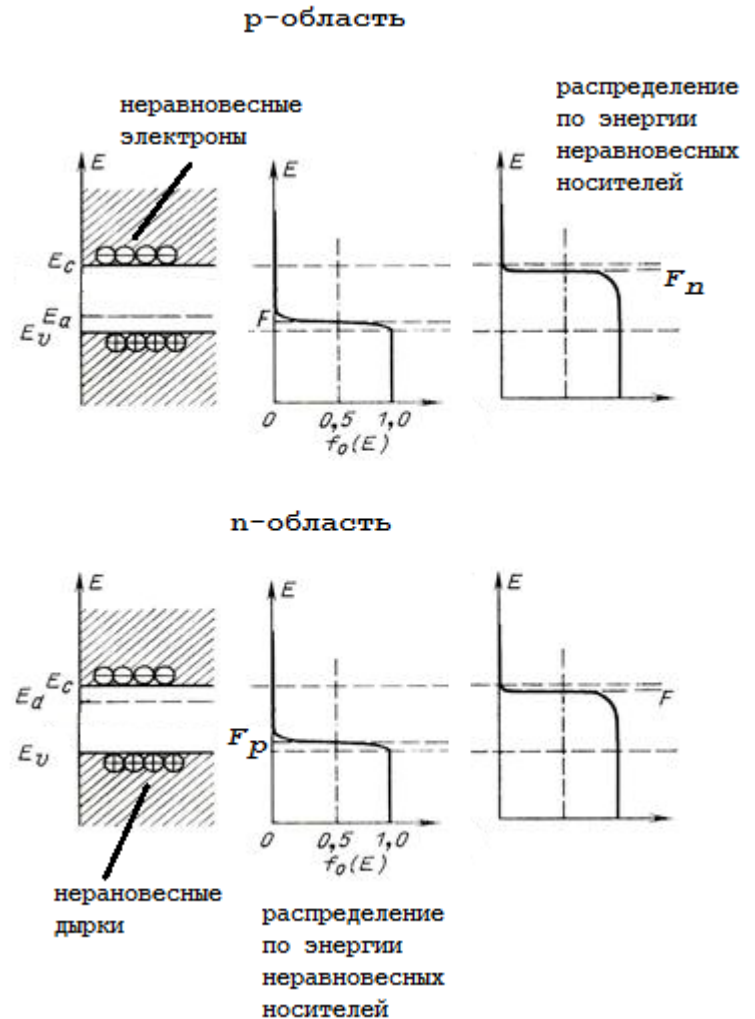 p-область
неравновесные
электроны
распределение
по энергии
неравновесных
носителей
E
E
E
Ec
Ea
Ev
F
Fn
0 0,5 1,0
f₀(E)
n-область
E
E
E
Ec
Ed
Ev
Fp
F
0 0,5 1,0
f₀(E)
нерановесные
дырки
распределение
по энергии
неравновесных
носителей